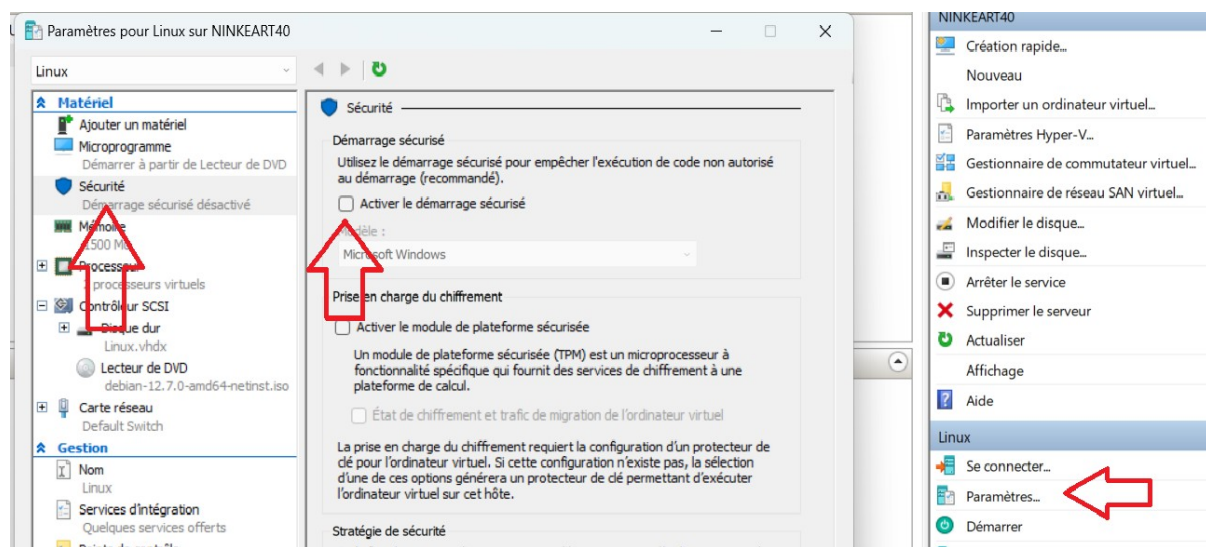 Paramètres pour Linux sur NINKEART40
Linux
Matériel
Ajouter un matériel
Microprogramme
Démarrer à partir de Lecteur de DVD
Sécurité
Démarrage sécurisé désactivé
Mémoire
1500 Mo
Processeur
processeurs virtuels
Contrôleur SCSI
Disque dur
Linux.vhdx
Lecteur de DVD
debian-12.7.0-amd64-netinst.iso
Carte réseau
Default Switch
Gestion
Nom
Linux
Services d'intégration
Quelques services offerts
Sécurité
Démarrage sécurisé
Utilisez le démarrage sécurisé pour empêcher l'exécution de code non autorisé
au démarrage (recommandé).
Activer le démarrage sécurisé
Modèle :
Microsoft Windows
Prise en charge du chiffrement
Activer le module de plateforme sécurisée
Un module de plateforme sécurisée (TPM) est un microprocesseur à
fonctionnalité spécifique qui fournit des services de chiffrement à une
plateforme de calcul.
État de chiffrement et trafic de migration de l'ordinateur virtuel
La prise en charge du chiffrement requiert la configuration d'un protecteur de
clé pour l'ordinateur virtuel. Si cette configuration n'existe pas, la sélection
d'une de ces options générera un protecteur de clé permettant d'exécuter
l'ordinateur virtuel sur cet hôte.
Stratégie de sécurité
NINKEART40
Création rapide...
Nouveau
Importer un ordinateur virtuel...
Paramètres Hyper-V...
Gestionnaire de commutateur virtuel...
Gestionnaire de réseau SAN virtuel...
Modifier le disque...
Inspecter le disque...
Arrêter le service
Supprimer le serveur
Actualiser
Affichage
Aide
Linux
Se connecter...
Paramètres...
Démarrer